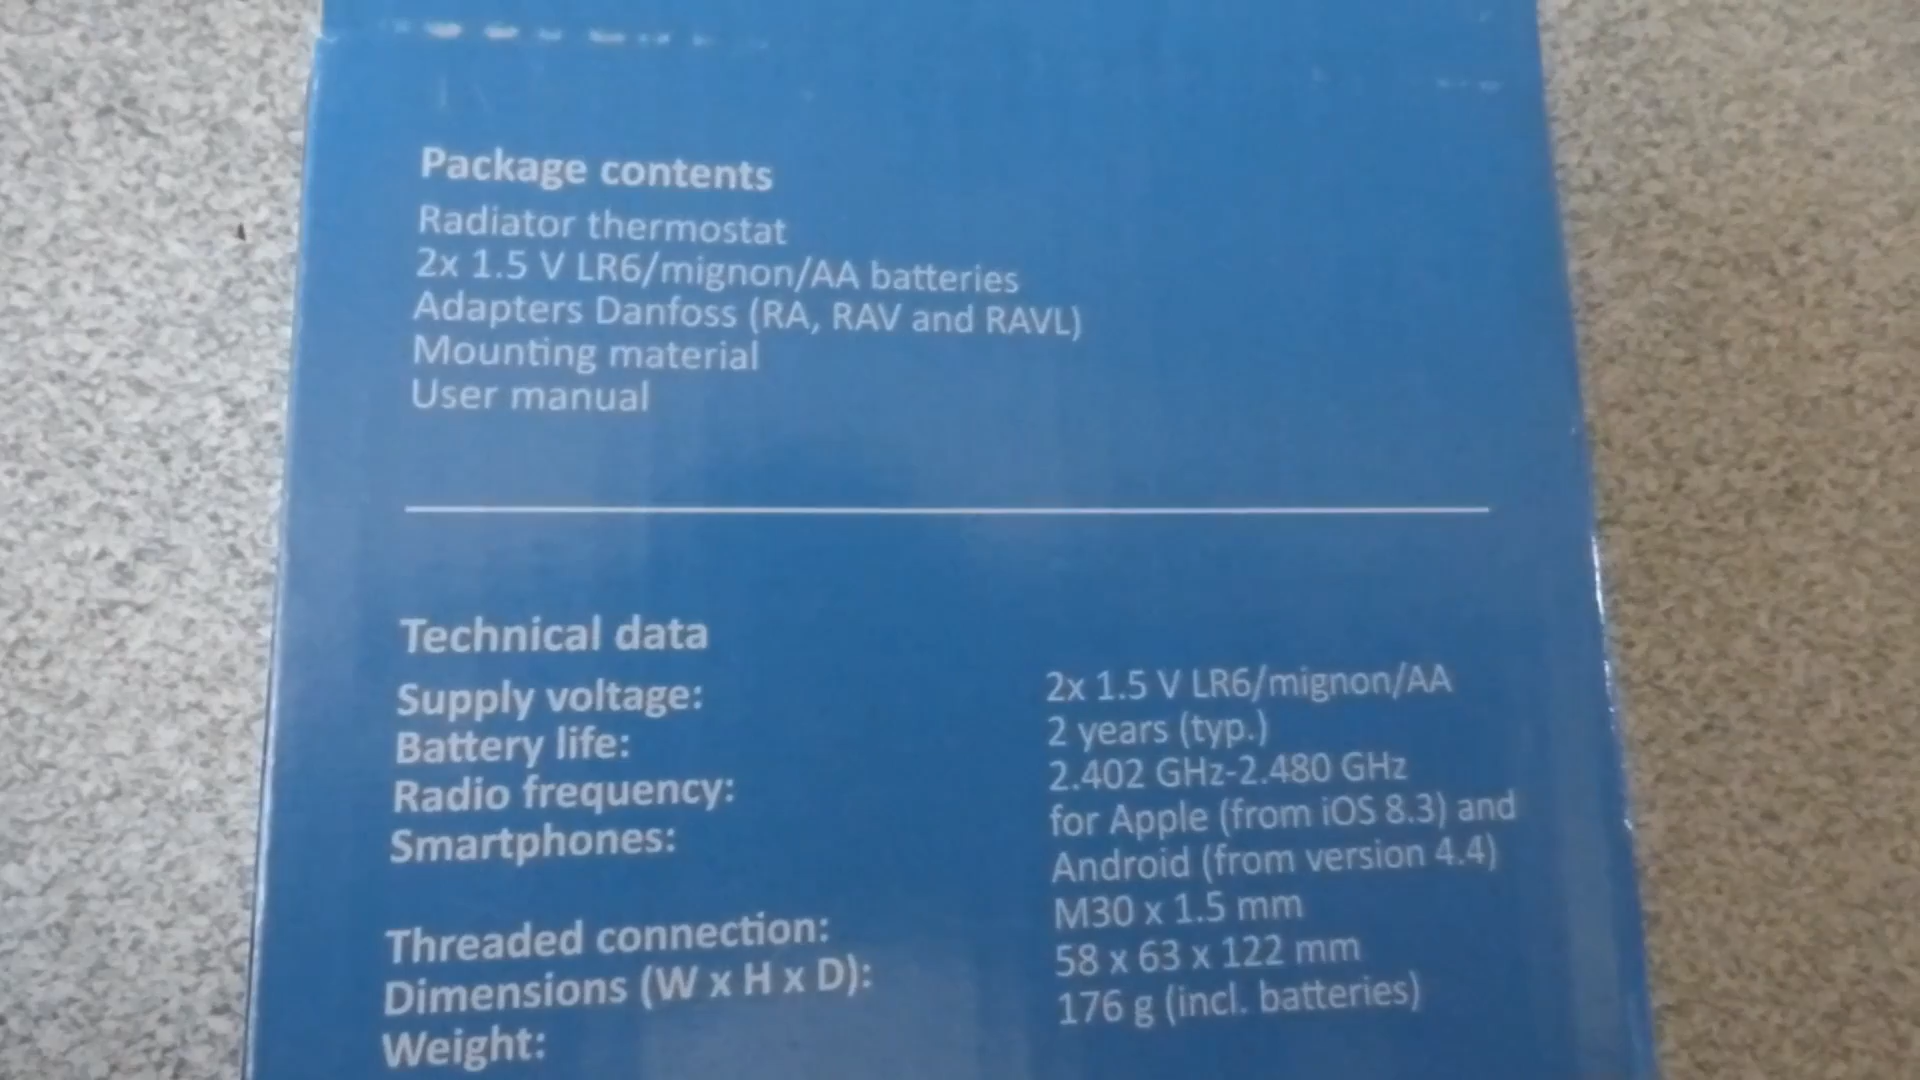 Package contents
Radiator thermostat
2x 1.5 V LR6/mignon/AA batteries
Adapters Danfoss (RA, RAV and RAVL)
Mounting material
User manual
Technical data
Supply voltage: 2x 1.5 V LR6/mignon/AA
Battery life: 2 years (typ.)
Radio frequency: 2.402 GHz-2.480 GHz
Smartphones: for Apple (from iOS 8.3) and
Android (from version 4.4)
Threaded connection: M30 x 1.5 mm
Dimensions (W x H x D): 58 x 63 x 122 mm
Weight: 176 g (incl. batteries)